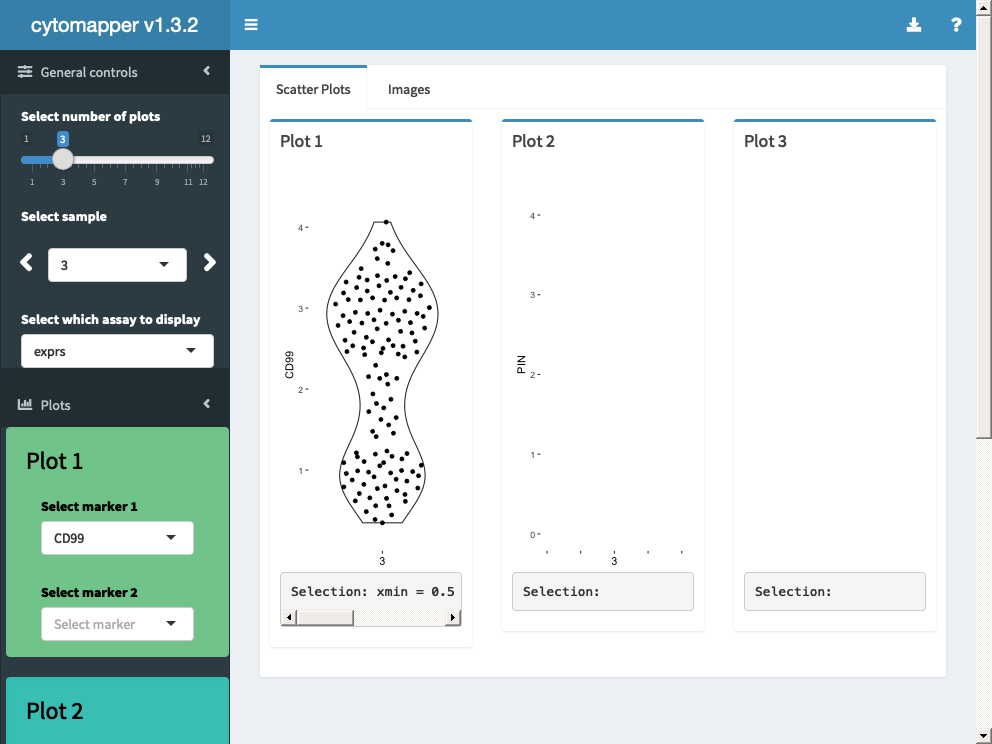 cytomapper v1.3.2
?
General controls
Select number of plots
1 3 12
1 3 5 7 9 11 12
Select sample
3
Select which assay to display
exprs
Plots
Plot 1
Select marker 1
CD99
Select marker 2
Select marker
Plot 2
Scatter Plots
Images
Plot 1
4
3
2
1
CD99
3
Selection: xmin = 0.5
Plot 2
4
3
2
1
0
PIN
3
Selection:
Plot 3
Selection: